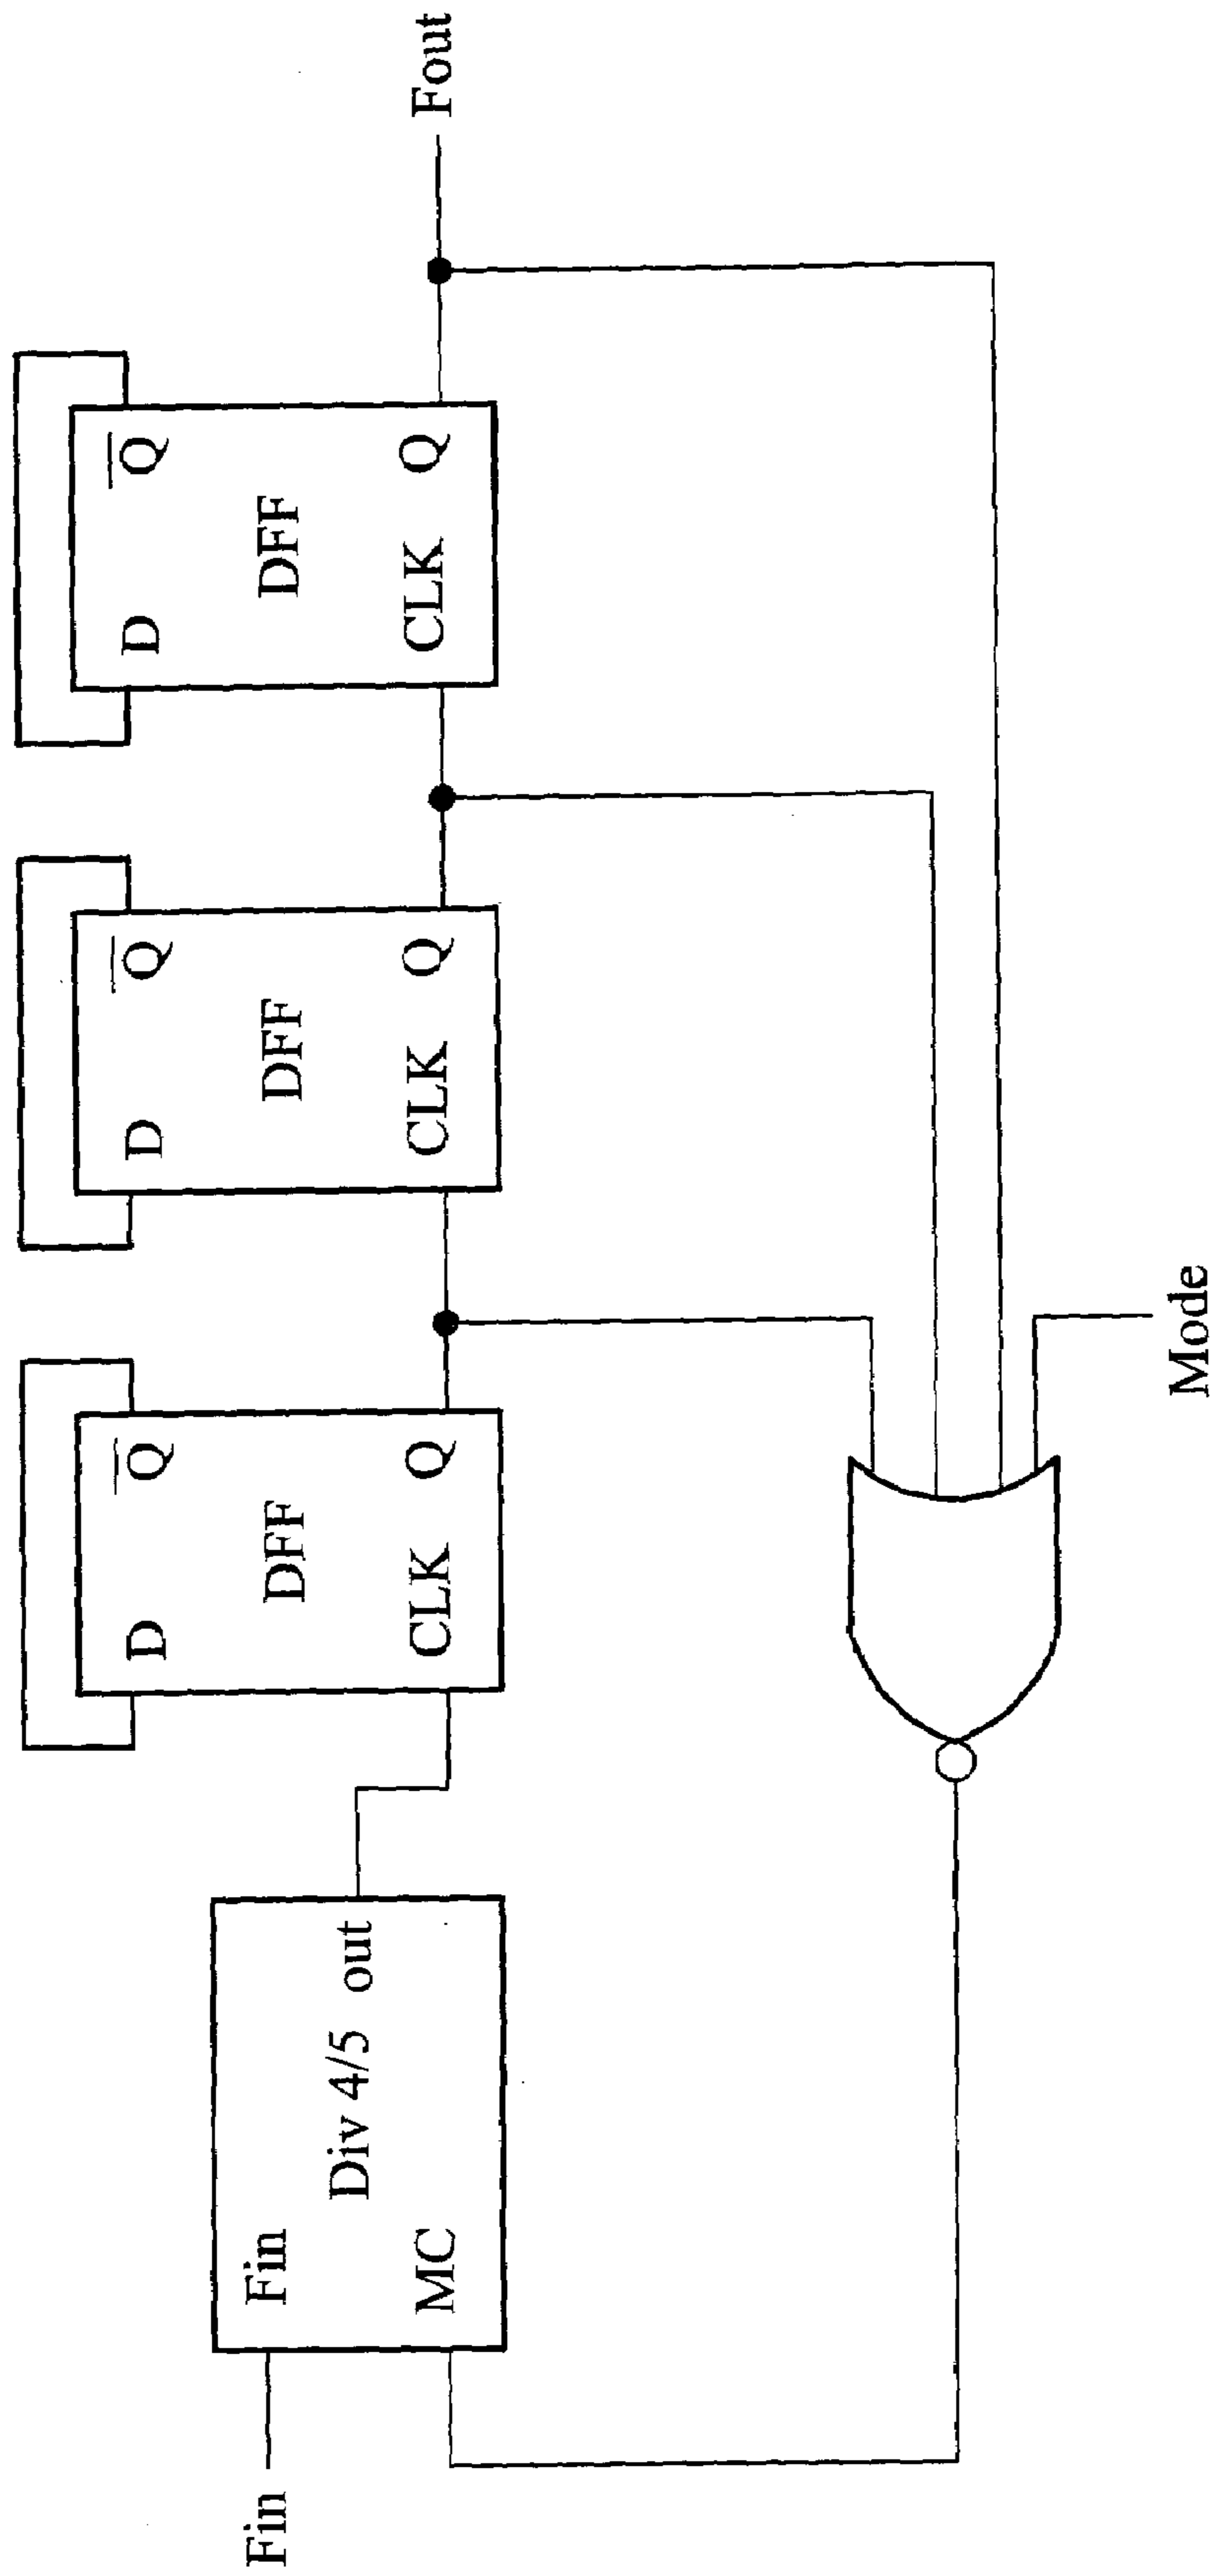 Fin
Fin
Div 4/5
out
MC
D
Q̅
DFF
CLK
Q
D
Q̅
DFF
CLK
Q
D
Q̅
DFF
CLK
Q
Fout
Mode